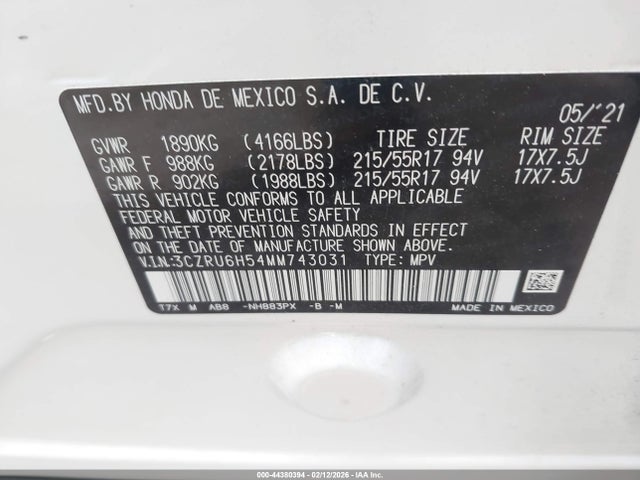 MFD.BY HONDA DE MEXICO S.A. DE C.V.
05/'21
GVWR 1890KG (4166LBS) TIRE SIZE RIM SIZE
GAWR F 988KG (2178LBS) 215/55R17 94V 17X7.5J
GAWR R 902KG (1988LBS) 215/55R17 94V 17X7.5J
THIS VEHICLE CONFORMS TO ALL APPLICABLE
FEDERAL MOTOR VEHICLE SAFETY
AND THEFT PREVENTION STANDARDS IN EFFECT
ON THE DATE OF MANUFACTURE SHOWN ABOVE.
V.I.N.:3CZRU6H54MM743031 TYPE: MPV
T7X M AB8 -NH883PX -B -M MADE IN MEXICO
000-44380394 - 02/12/2026 - IAA Inc.